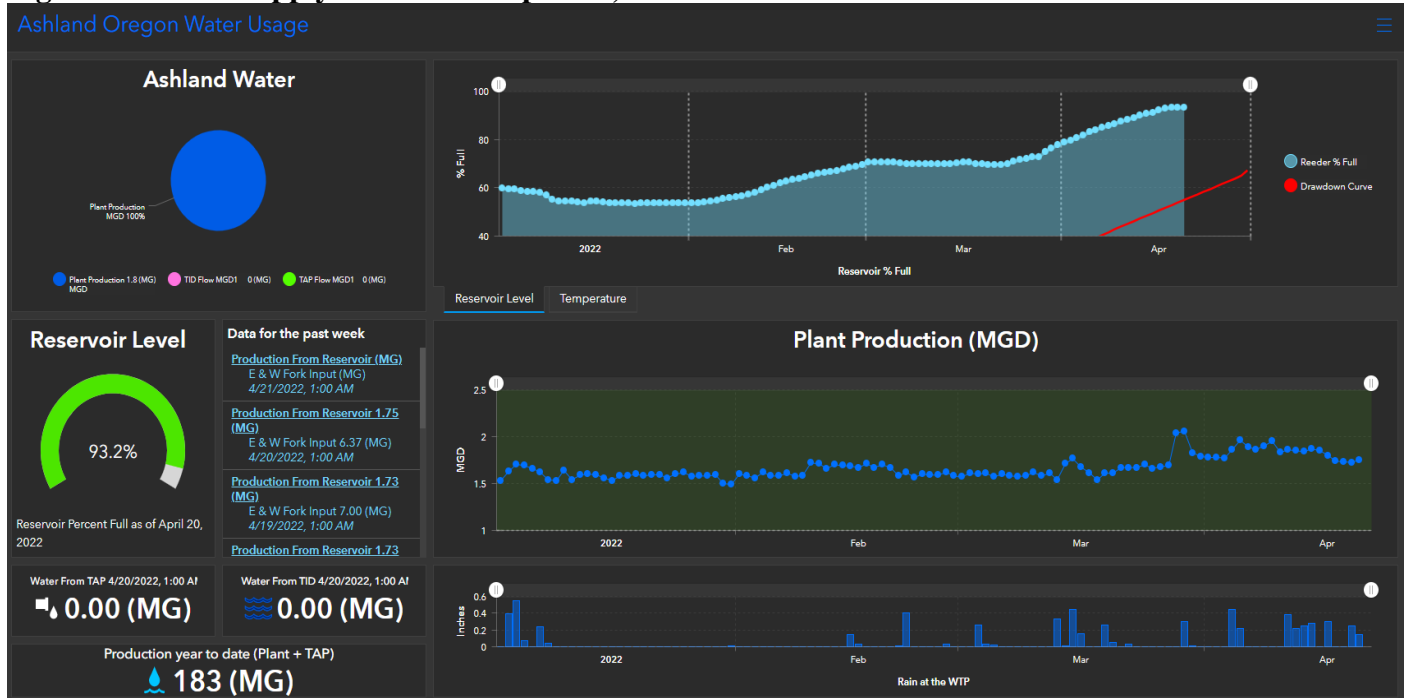 Ashland Oregon Water Usage
Ashland Water
Plant Production
MGD 100%
Plant Production 1.8 (MG)
MGD
TID Flow MGD1 0 (MG)
TAP Flow MGD1 0 (MG)
100
80
60
40
% Full
2022
Feb
Mar
Apr
Reservoir % Full
Reeder % Full
Drawdown Curve
Reservoir Level
Temperature
Reservoir Level
93.2%
Reservoir Percent Full as of April 20,
2022
Data for the past week
Production From Reservoir (MG)
E & W Fork Input (MG)
4/21/2022, 1:00 AM
Production From Reservoir 1.75
(MG)
E & W Fork Input 6.37 (MG)
4/20/2022, 1:00 AM
Production From Reservoir 1.73
(MG)
E & W Fork Input 7.00 (MG)
4/19/2022, 1:00 AM
Production From Reservoir 1.73
Plant Production (MGD)
2.5
2
1.5
1
MGD
2022
Feb
Mar
Apr
Water From TAP 4/20/2022, 1:00 AM
0.00 (MG)
Water From TID 4/20/2022, 1:00 AM
0.00 (MG)
Production year to date (Plant + TAP)
183 (MG)
0.6
0.4
0.2
0
Inches
2022
Feb
Mar
Apr
Rain at the WTP